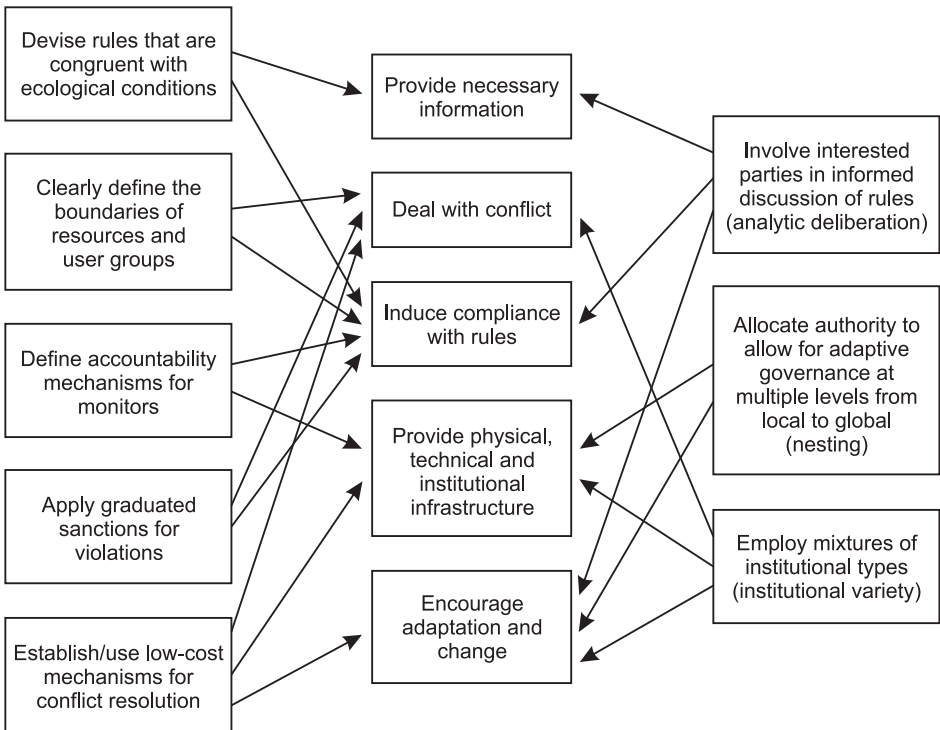 Devise rules that are
congruent with
ecological conditions
Clearly define the
boundaries of
resources and
user groups
Define accountability
mechanisms for
monitors
Apply graduated
sanctions for
violations
Establish/use low-cost
mechanisms for
conflict resolution
Provide necessary
information
Deal with conflict
Induce compliance
with rules
Provide physical,
technical and
institutional
infrastructure
Encourage
adaptation and
change
Involve interested
parties in informed
discussion of rules
(analytic deliberation)
Allocate authority to
allow for adaptive
governance at
multiple levels from
local to global
(nesting)
Employ mixtures of
institutional types
(institutional variety)